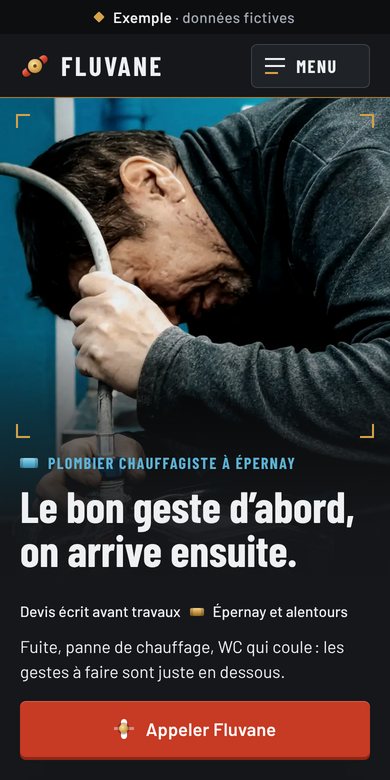 Exemple · données fictives
FLUVANE
MENU
PLOMBIER CHAUFFAGISTE À ÉPERNAY
Le bon geste d’abord,
on arrive ensuite.
Devis écrit avant travaux Épernay et alentours
Fuite, panne de chauffage, WC qui coule : les
gestes à faire sont juste en dessous.
Appeler Fluvane